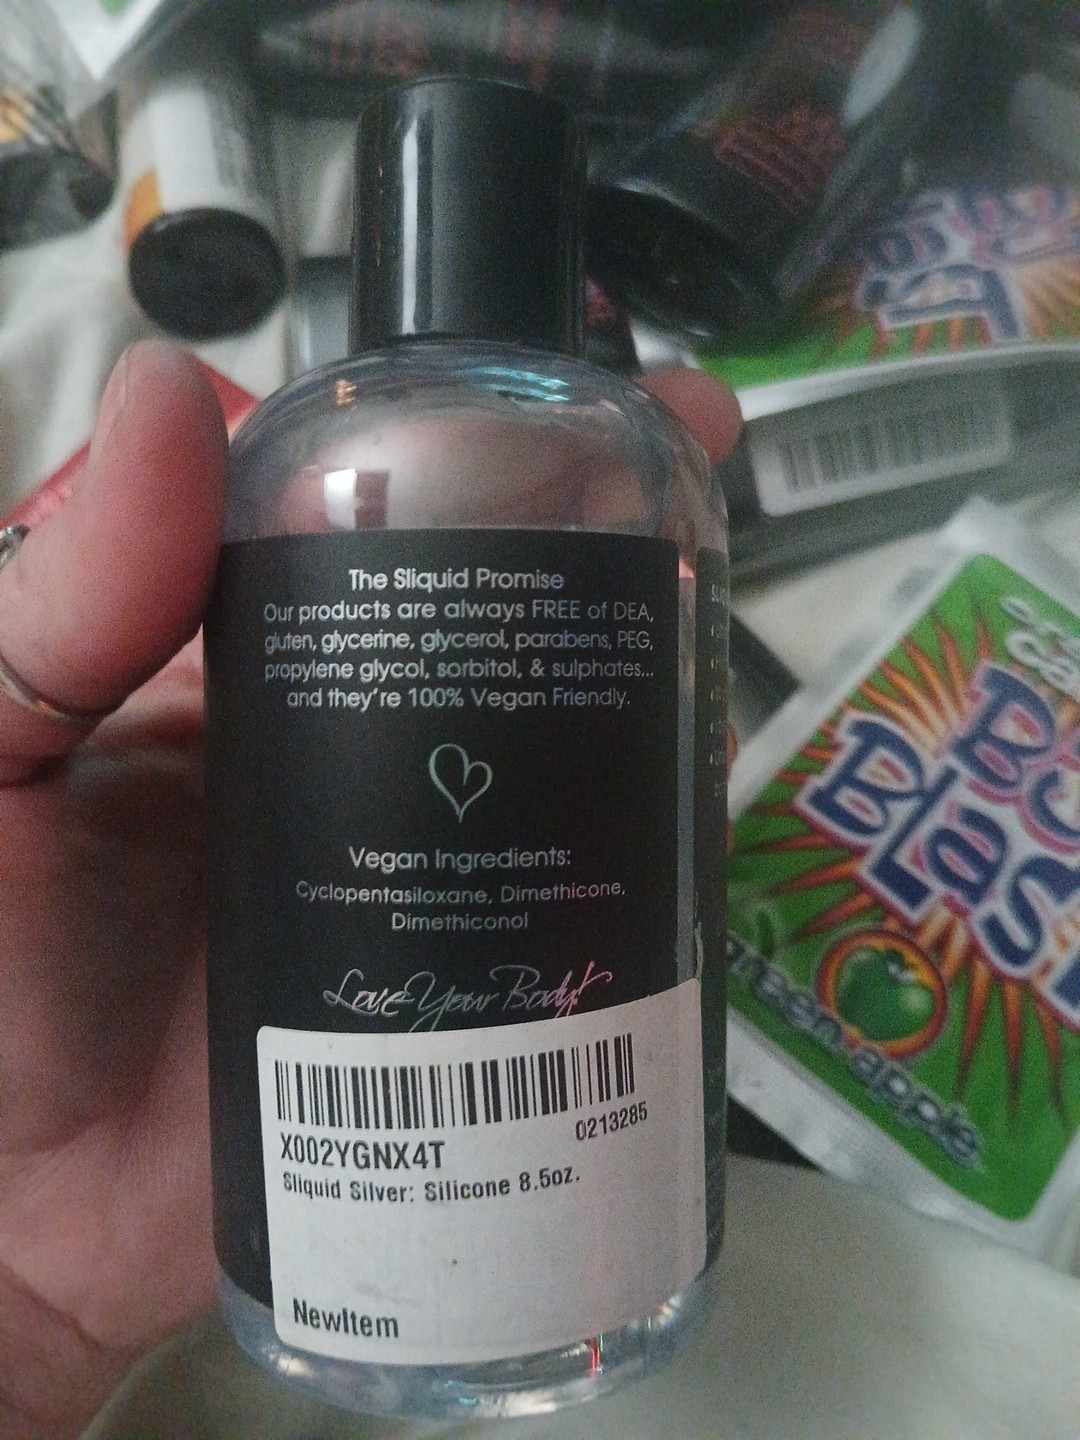 The Sliquid Promise
Our products are always FREE of DEA,
gluten, glycerine, glycerol, parabens, PEG,
propylene glycol, sorbitol, & sulphates...
and they're 100% Vegan Friendly.
Vegan Ingredients:
Cyclopentasiloxane, Dimethicone,
Dimethiconol
Love Your Body!
0213285
X002YGNX4T
Sliquid Silver: Silicone 8.5oz.
NewItem
green apple